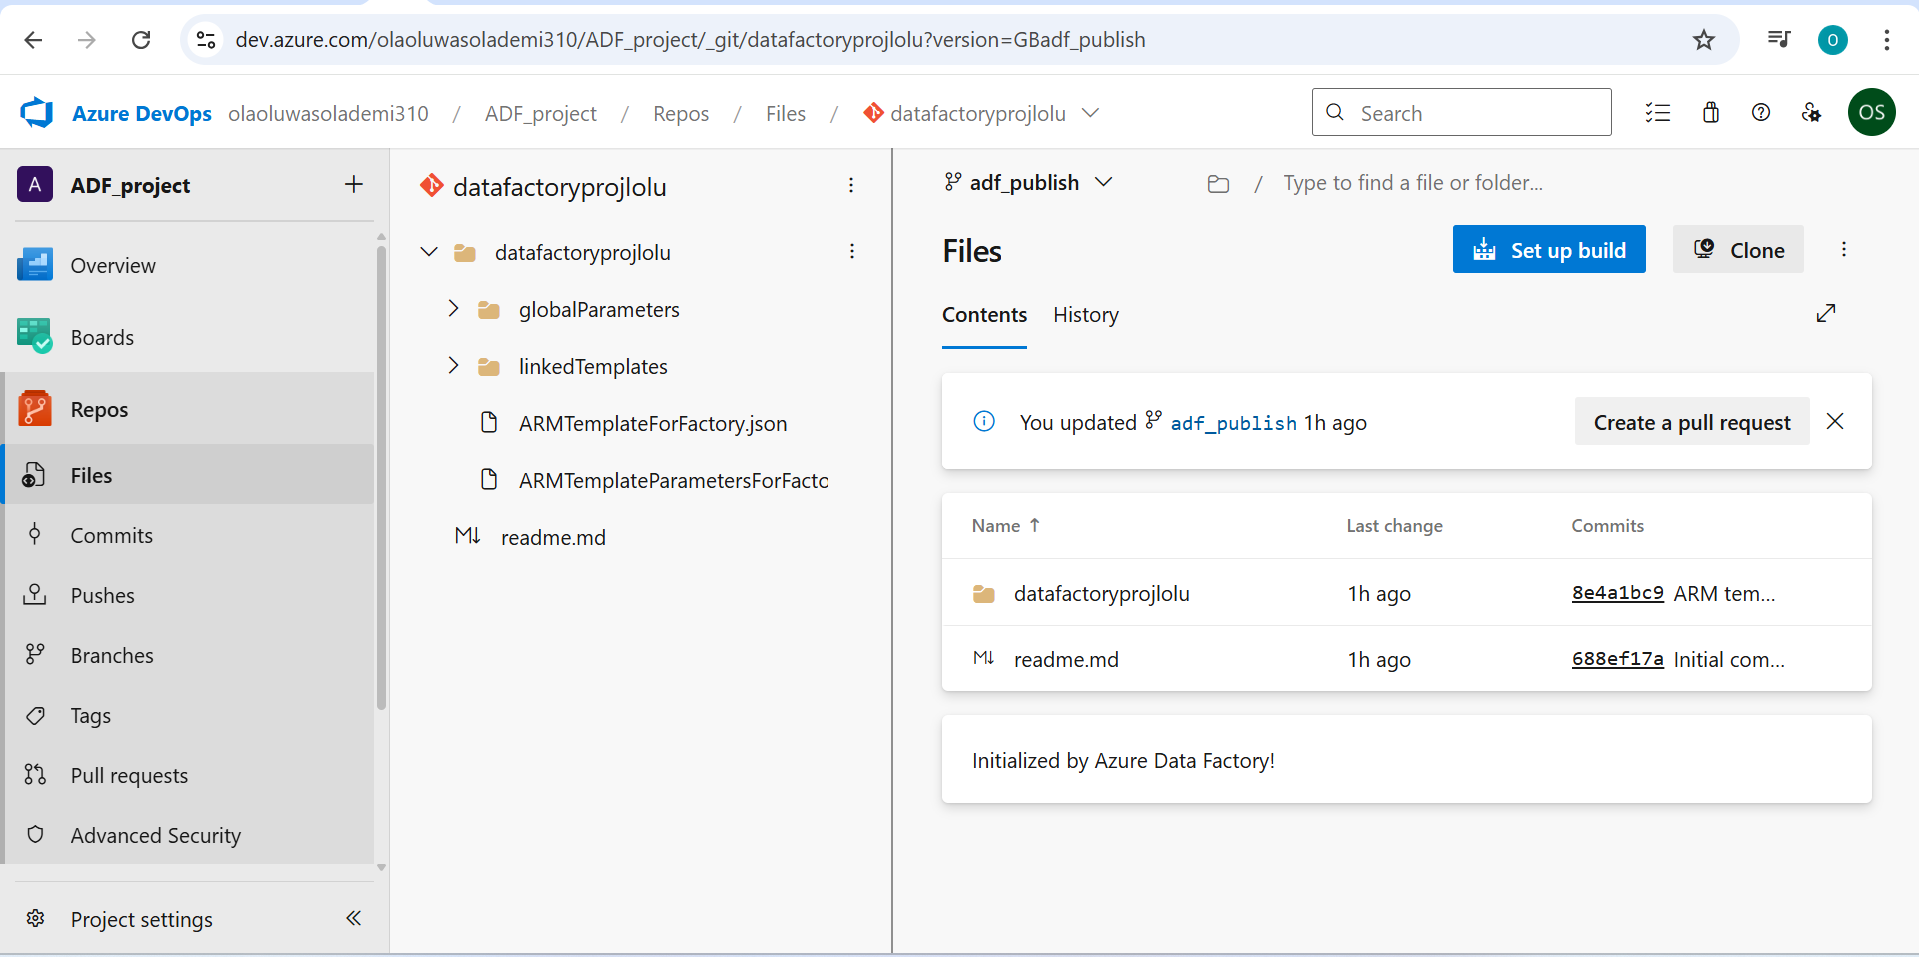 dev.azure.com/olaoluwasolademi310/ADF_project/_git/datafactoryprojlolu?version=GBadf_publish
O
Azure DevOps olaoluwasolademi310 / ADF_project / Repos / Files / datafactoryprojlolu
Search
OS
A ADF_project
Overview
Boards
Repos
Files
Commits
Pushes
Branches
Tags
Pull requests
Advanced Security
Project settings
datafactoryprojlolu
datafactoryprojlolu
globalParameters
linkedTemplates
ARMTemplateForFactory.json
ARMTemplateParametersForFacto
readme.md
adf_publish
/ Type to find a file or folder...
Files
Set up build
Clone
Contents
History
You updated adf_publish 1h ago
Create a pull request
Name ↑ Last change Commits
datafactoryprojlolu 1h ago 8e4a1bc9 ARM tem...
M↓ readme.md 1h ago 688ef17a Initial com...
Initialized by Azure Data Factory!